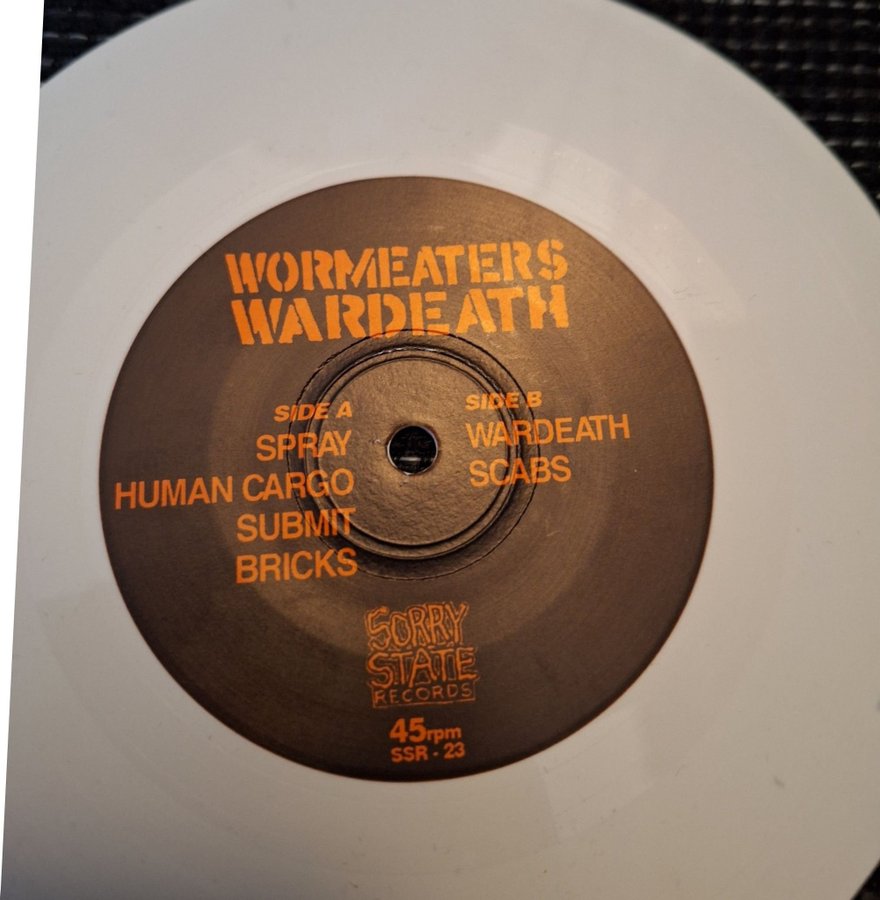 WORMEATERS
WARDEATH
SIDE A
SPRAY
HUMAN CARGO
SUBMIT
BRICKS
SIDE B
WARDEATH
SCABS
SORRY
STATE
RECORDS
45rpm
SSR - 23